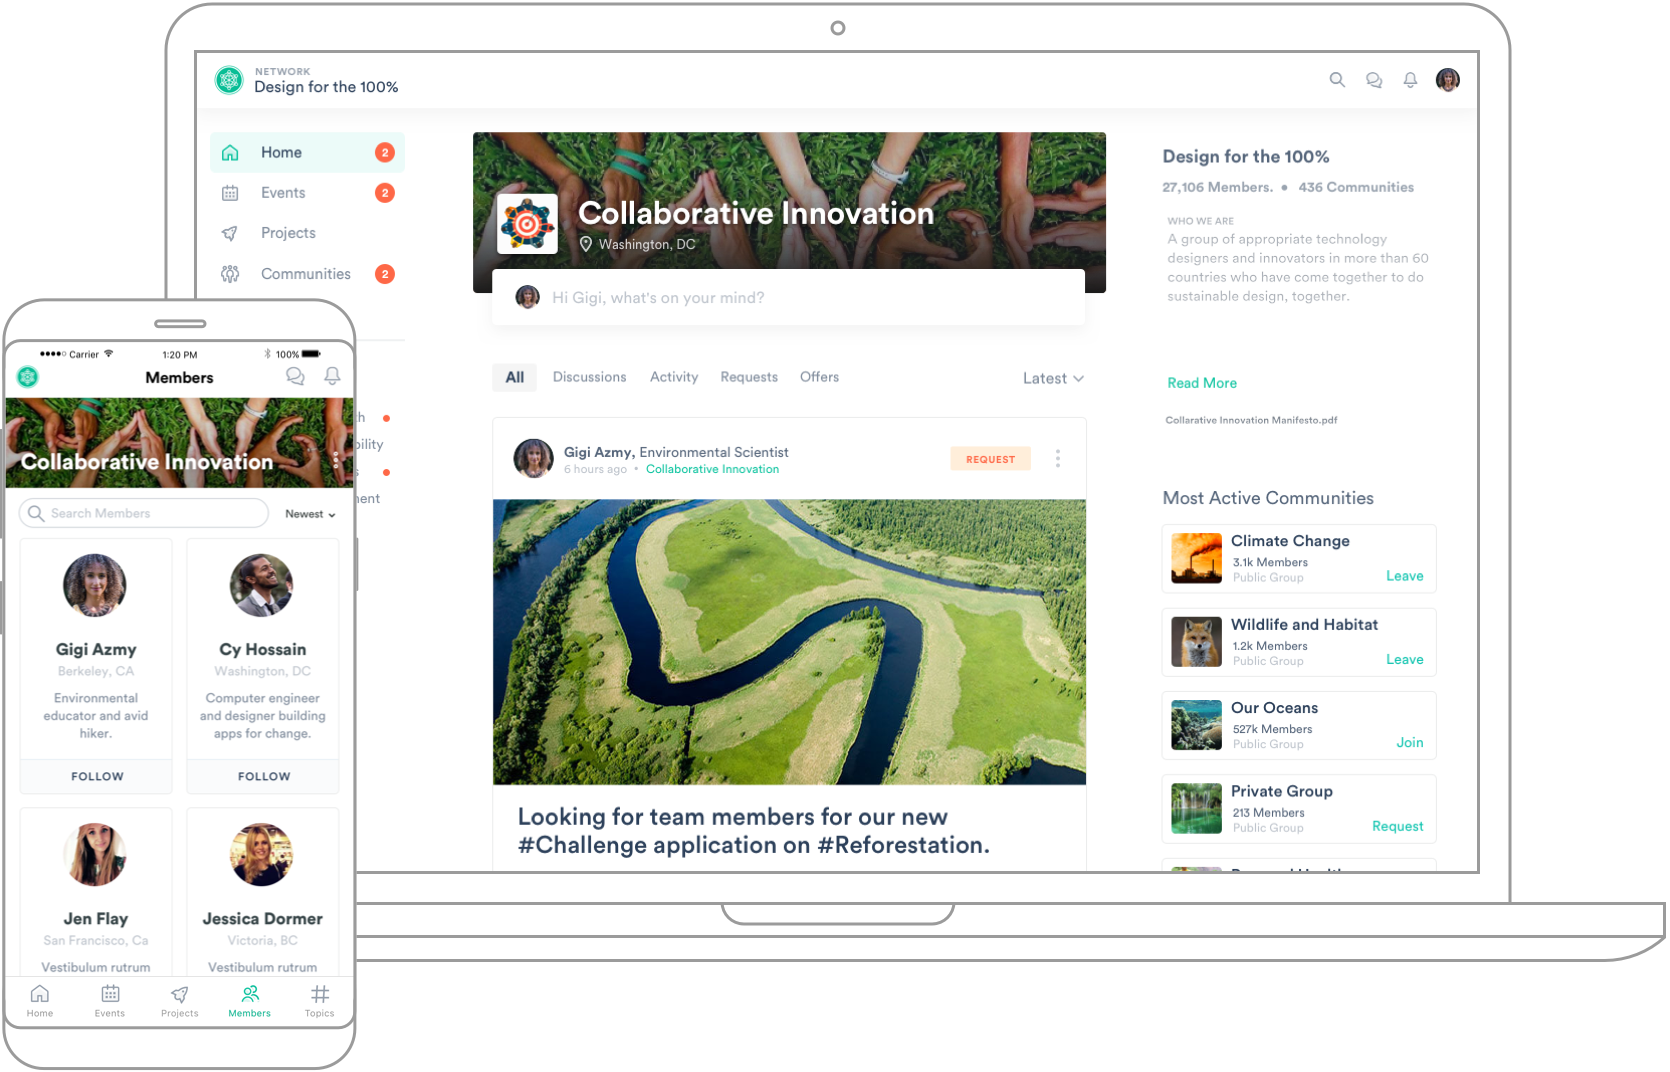 NETWORK
Design for the 100%
Home
2
Events
2
Projects
Communities
2
Collaborative Innovation
Washington, DC
Hi Gigi, what's on your mind?
All
Discussions
Activity
Requests
Offers
Latest
Gigi Azmy, Environmental Scientist
6 hours ago • Collaborative Innovation
REQUEST
Looking for team members for our new
#Challenge application on #Reforestation.
Design for the 100%
27,106 Members. • 436 Communities
WHO WE ARE
A group of appropriate technology
designers and innovators in more than 60
countries who have come together to do
sustainable design, together.
Read More
Collarative Innovation Manifesto.pdf
Most Active Communities
Climate Change
3.1k Members
Public Group
Leave
Wildlife and Habitat
1.2k Members
Public Group
Leave
Our Oceans
527k Members
Public Group
Join
Private Group
213 Members
Public Group
Request
Carrier
1:20 PM
100%
Members
Collaborative Innovation
Search Members
Newest
Gigi Azmy
Berkeley, CA
Environmental
educator and avid
hiker.
FOLLOW
Cy Hossain
Washington, DC
Computer engineer
and designer building
apps for change.
FOLLOW
Jen Flay
San Francisco, Ca
Vestibulum rutrum
Jessica Dormer
Victoria, BC
Vestibulum rutrum
Home
Events
Projects
Members
Topics